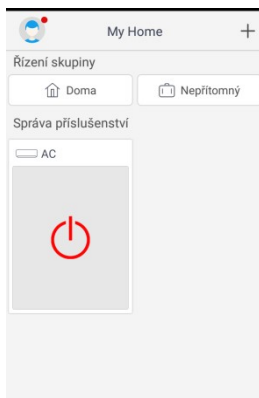 My Home
Řízení skupiny
Doma
Nepřítomný
Správa příslušenství
AC